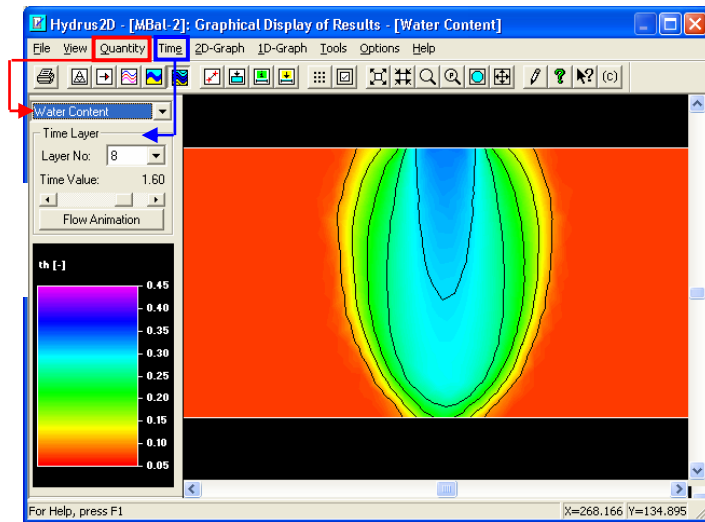 Hydrus2D - [MBal-2]: Graphical Display of Results - [Water Content]
File View Quantity Time 2D-Graph 1D-Graph Tools Options Help
(c)
Water Content
Time Layer
Layer No: 8
Time Value: 1.60
Flow Animation
th [-]
0.45
0.40
0.35
0.30
0.25
0.20
0.15
0.10
0.05
For Help, press F1 X=268.166 Y=134.895